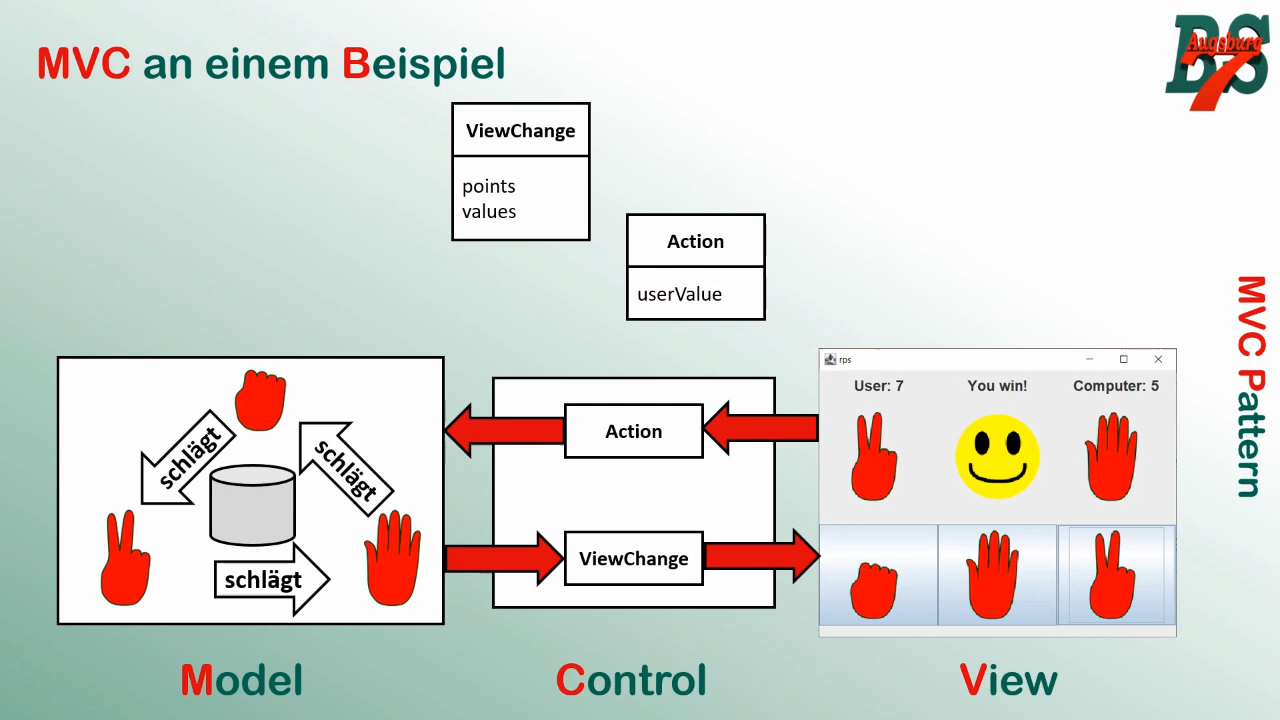 MVC an einem Beispiel
BS
Augsburg
7
ViewChange
points
values
Action
userValue
MVC Pattern
rps
User: 7
You win!
Computer: 5
schlägt
schlägt
schlägt
Action
ViewChange
Model
Control
View